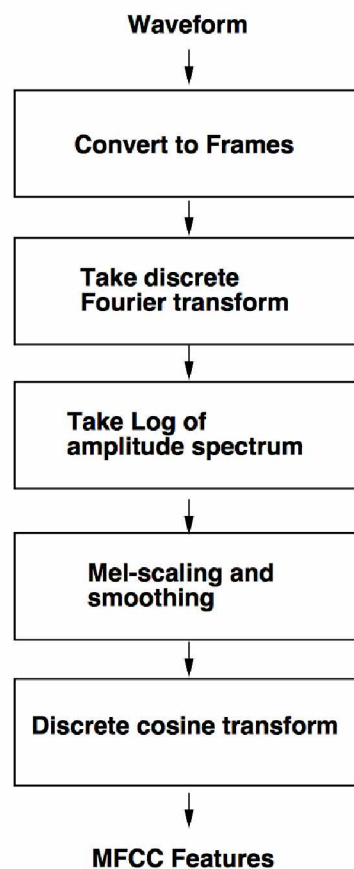 Waveform
Convert to Frames
Take discrete
Fourier transform
Take Log of
amplitude spectrum
Mel-scaling and
smoothing
Discrete cosine transform
MFCC Features